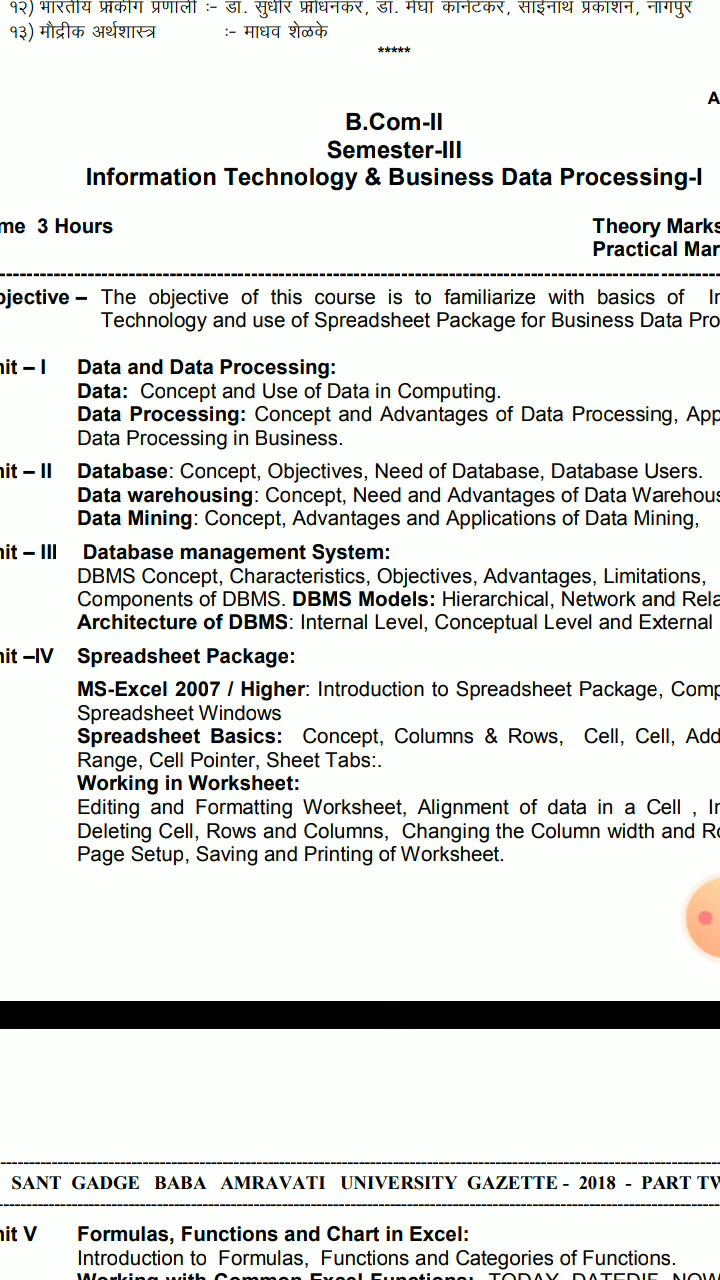 १२) भारतीय प्रकींग प्रणाली :- डा. सुधीर प्रोधनकर, डा. मेघा कानेटकर, साईनाथ प्रकाशन, नागपुर
१३) मौद्रीक अर्थशास्त्र :- माधव शेळके
*****
A
B.Com-II
Semester-III
Information Technology & Business Data Processing-I
me 3 Hours
Theory Marks
Practical Mar
----------------------------------------------------------------
bjective – The objective of this course is to familiarize with basics of In
Technology and use of Spreadsheet Package for Business Data Pro
nit – I Data and Data Processing:
Data: Concept and Use of Data in Computing.
Data Processing: Concept and Advantages of Data Processing, App
Data Processing in Business.
nit – II Database: Concept, Objectives, Need of Database, Database Users.
Data warehousing: Concept, Need and Advantages of Data Warehous
Data Mining: Concept, Advantages and Applications of Data Mining,
nit – III Database management System:
DBMS Concept, Characteristics, Objectives, Advantages, Limitations,
Components of DBMS. DBMS Models: Hierarchical, Network and Rela
Architecture of DBMS: Internal Level, Conceptual Level and External
nit –IV Spreadsheet Package:
MS-Excel 2007 / Higher: Introduction to Spreadsheet Package, Comp
Spreadsheet Windows
Spreadsheet Basics: Concept, Columns & Rows, Cell, Cell, Add
Range, Cell Pointer, Sheet Tabs:.
Working in Worksheet:
Editing and Formatting Worksheet, Alignment of data in a Cell , In
Deleting Cell, Rows and Columns, Changing the Column width and Ro
Page Setup, Saving and Printing of Worksheet.
----------------------------------------------------------------
SANT GADGE BABA AMRAVATI UNIVERSITY GAZETTE - 2018 - PART TW
----------------------------------------------------------------
nit V Formulas, Functions and Chart in Excel:
Introduction to Formulas, Functions and Categories of Functions.
Working with Common Excel Functions: TODAY, DATEDIF, NOW